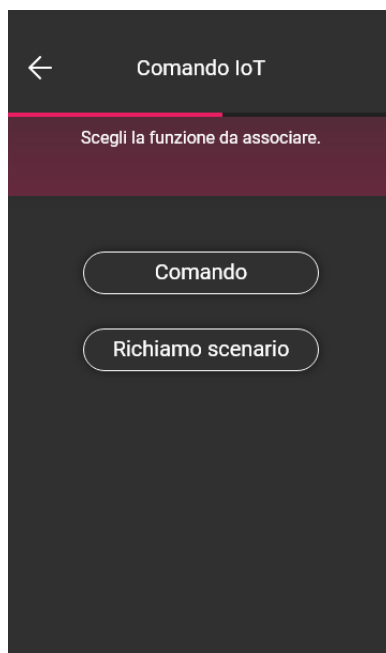 Comando IoT
Scegli la funzione da associare.
Comando
Richiamo scenario